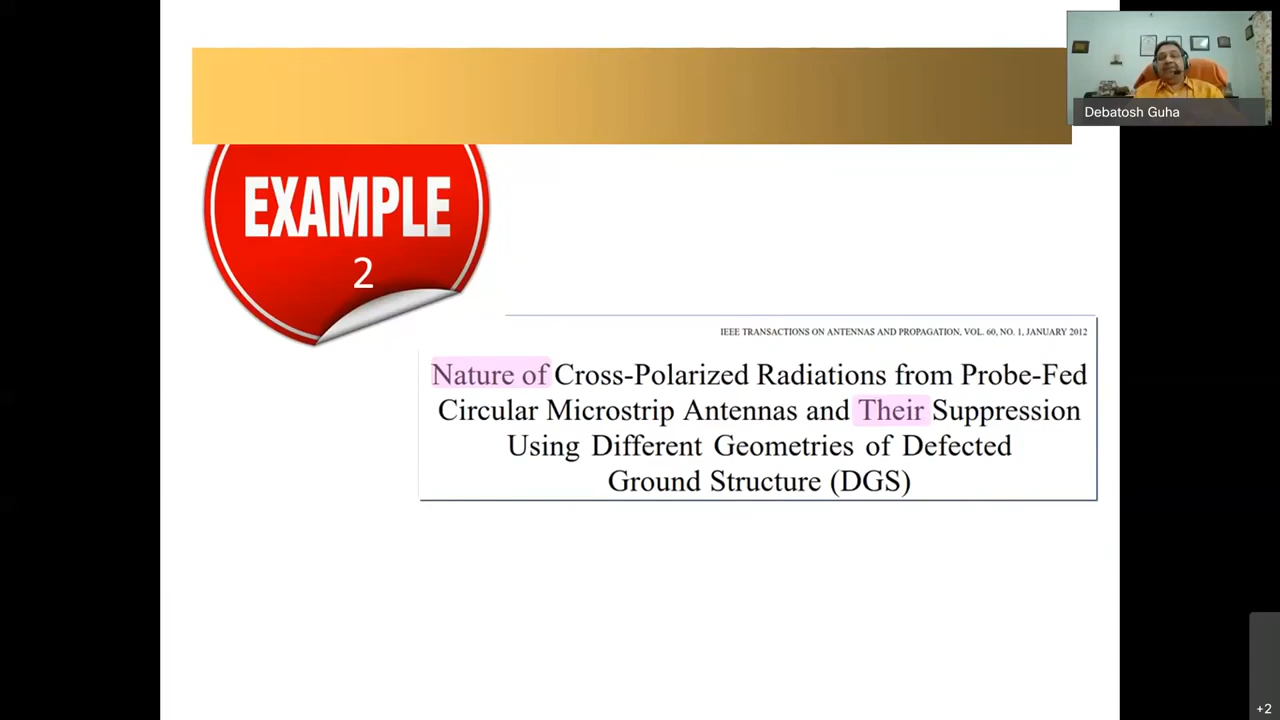 Debatosh Guha
EXAMPLE
2
IEEE TRANSACTIONS ON ANTENNAS AND PROPAGATION, VOL. 60, NO. 1, JANUARY 2012
Nature of Cross-Polarized Radiations from Probe-Fed
Circular Microstrip Antennas and Their Suppression
Using Different Geometries of Defected
Ground Structure (DGS)
+2